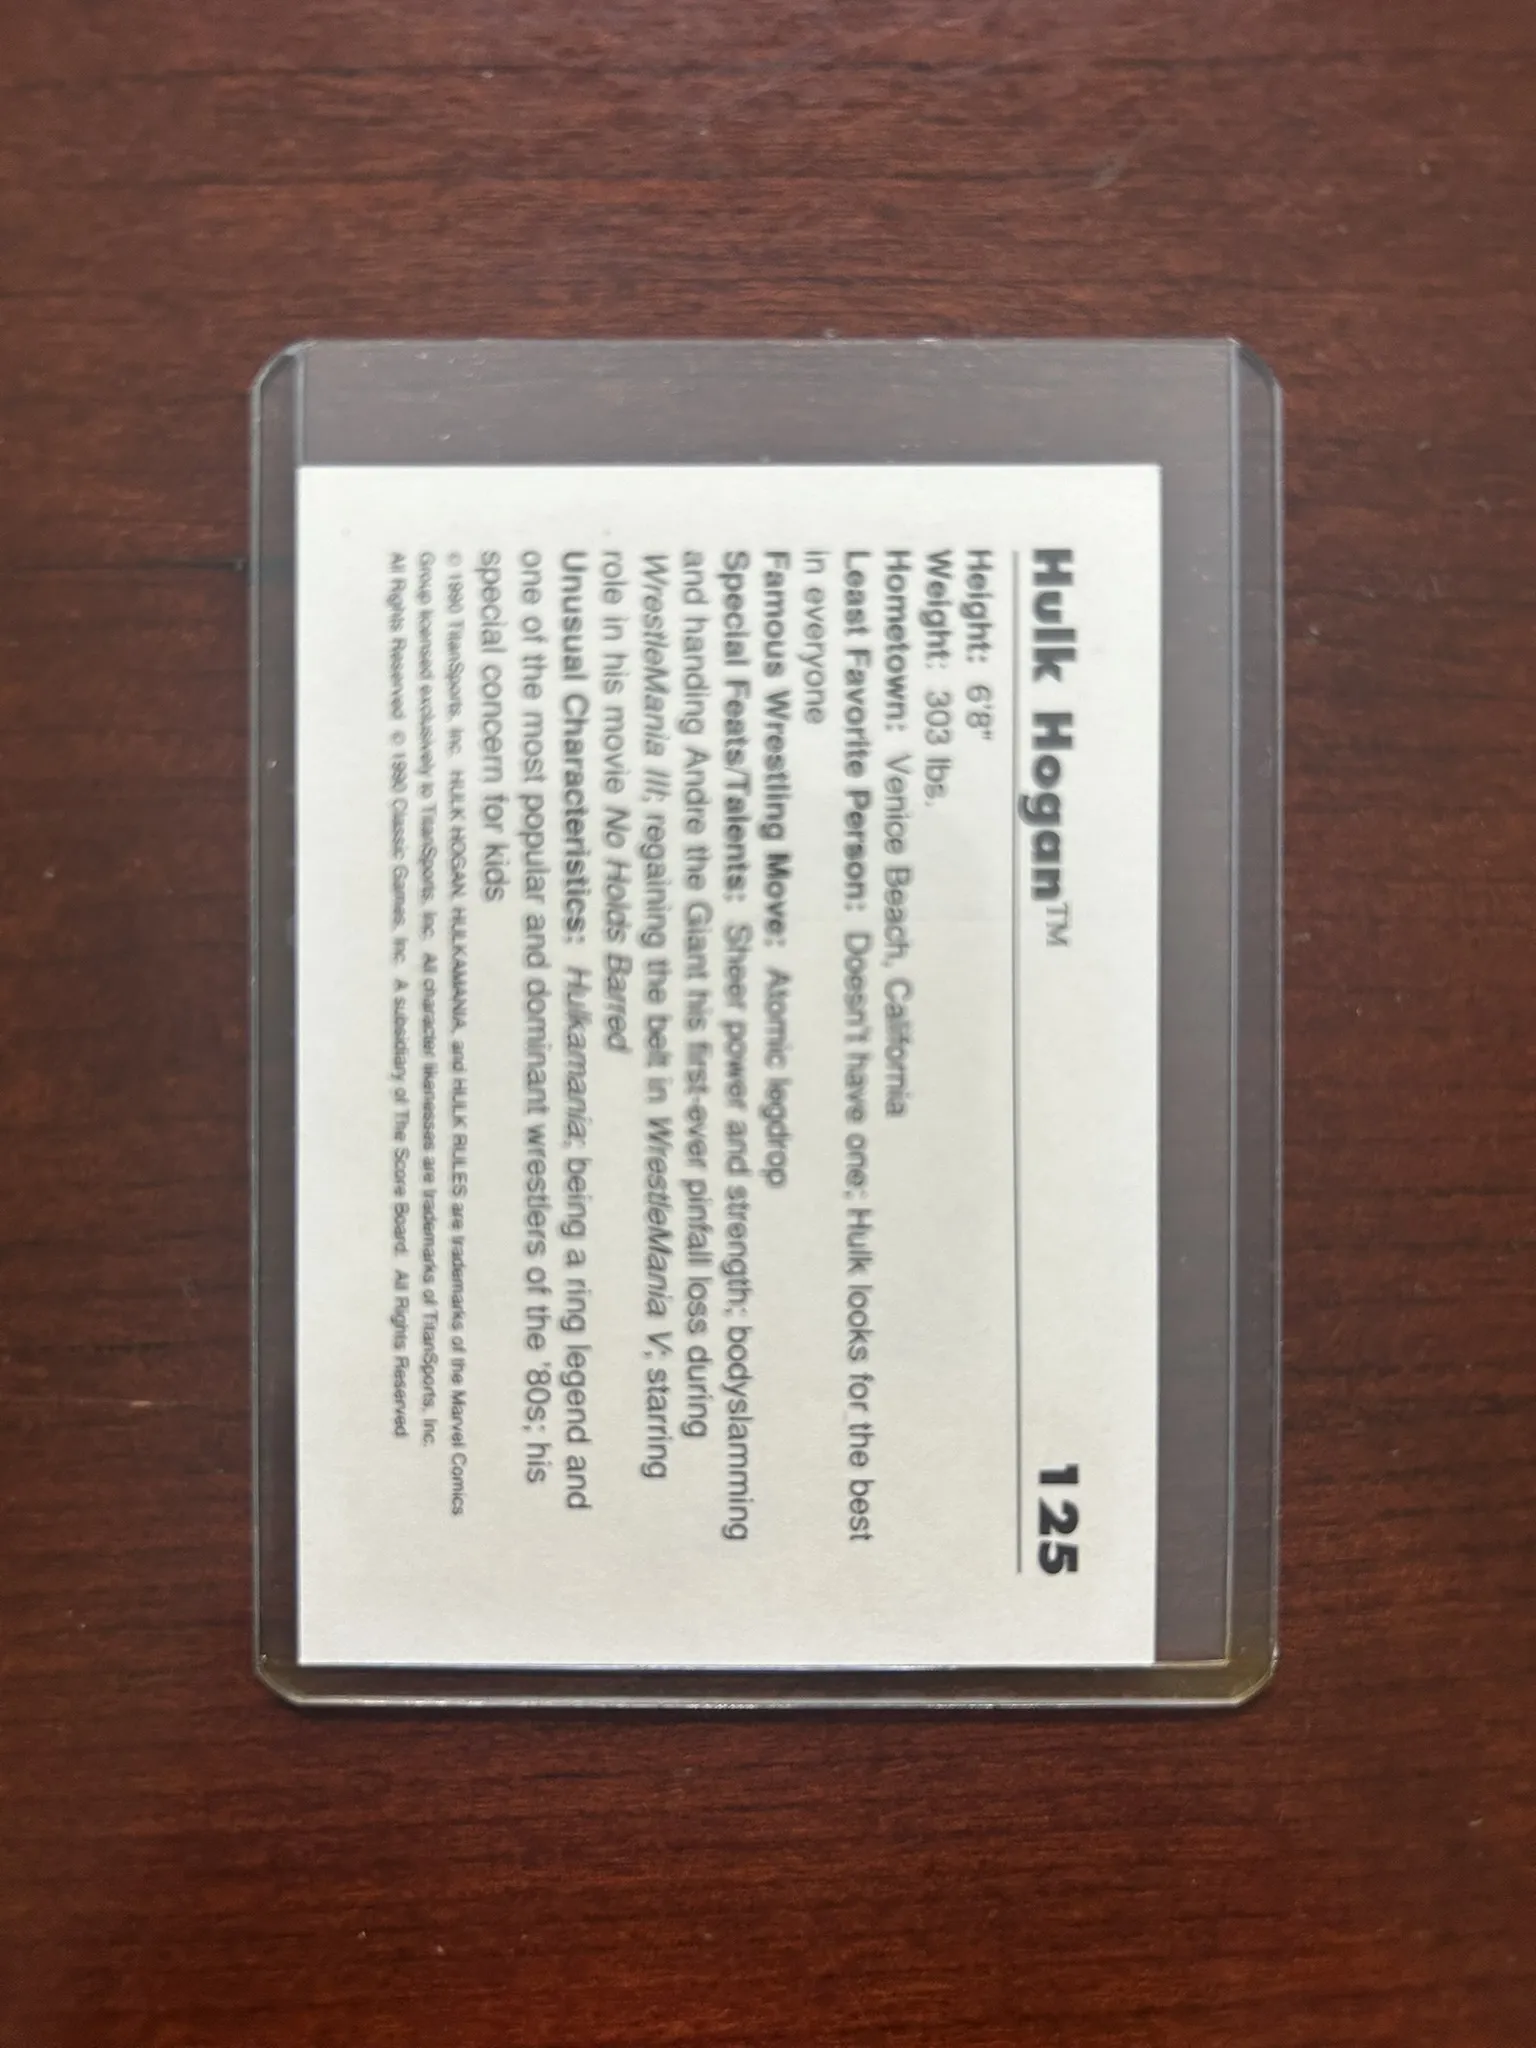 Hulk Hogan™ 125
Height: 6'8"
Weight: 303 lbs.
Hometown: Venice Beach, California
Least Favorite Person: Doesn't have one; Hulk looks for the best
in everyone
Famous Wrestling Move: Atomic legdrop
Special Feats/Talents: Sheer power and strength; bodyslamming
and handing Andre the Giant his first-ever pinfall loss during
WrestleMania III; regaining the belt in WrestleMania V; starring
role in his movie No Holds Barred
Unusual Characteristics: Hulkamania; being a ring legend and
one of the most popular and dominant wrestlers of the '80s; his
special concern for kids
© 1990 TitanSports, Inc. HULK HOGAN, HULKAMANIA, and HULK RULES are trademarks of the Marvel Comics
Group licensed exclusively to TitanSports, Inc. All character likenesses are trademarks of TitanSports, Inc.
All Rights Reserved © 1990 Classic Games, Inc. A subsidiary of The Score Board. All Rights Reserved